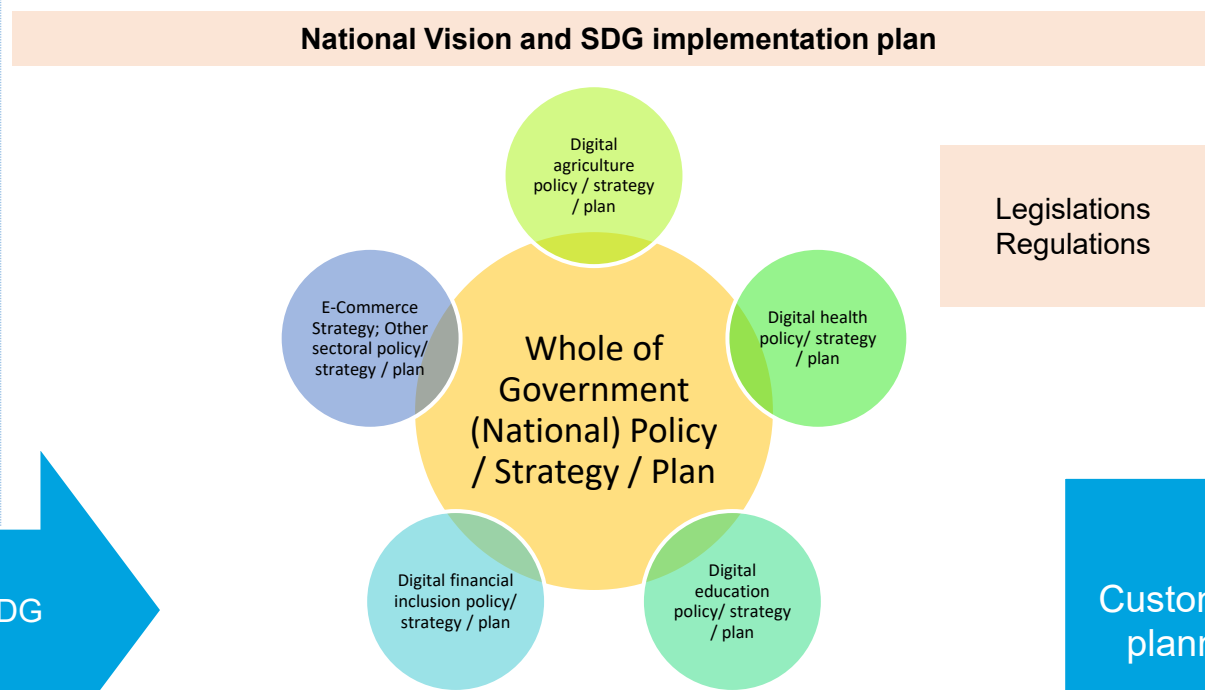 National Vision and SDG implementation plan
Digital
agriculture
policy / strategy
/ plan
Legislations
Regulations
E-Commerce
Strategy; Other
sectoral policy/
strategy / plan
Whole of
Government
(National) Policy
/ Strategy / Plan
Digital health
policy/ strategy
/ plan
Digital financial
inclusion policy/
strategy / plan
Digital
education
policy/ strategy
/ plan
DG
Custor
plann